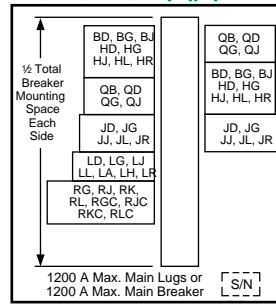 ½ Total
Breaker
Mounting
Space
Each
Side
BD, BG, BJ
HD, HG
HJ, HL, HR
QB, QD
QG, QJ
JD, JG
JJ, JL, JR
LD, LG, LJ
LL, LA, LH, LR
RG, RJ, RK,
RL, RGC, RJC
RKC, RLC
QB, QD
QG, QJ
BD, BG, BJ
HD, HG
HJ, HL, HR
JD, JG
JJ, JL, JR
1200 A Max. Main Lugs or
1200 A Max. Main Breaker
S/N